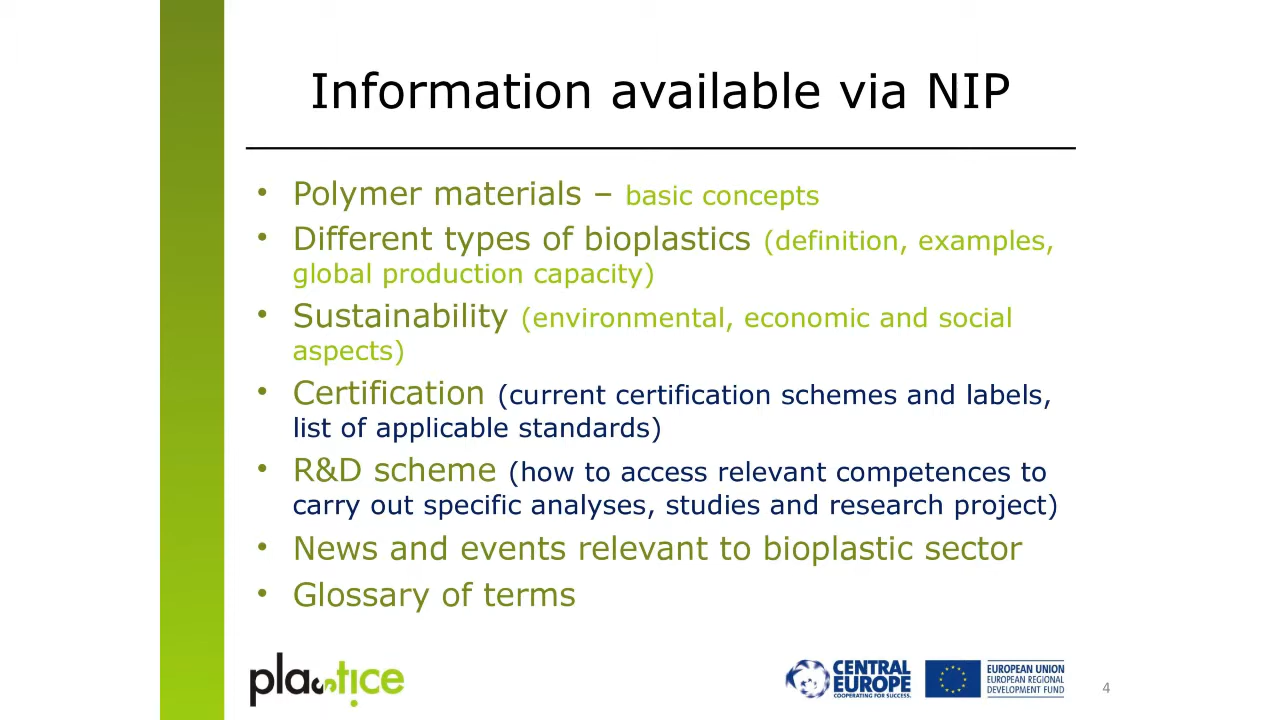 Information available via NIP
• Polymer materials – basic concepts
• Different types of bioplastics (definition, examples,
global production capacity)
• Sustainability (environmental, economic and social
aspects)
• Certification (current certification schemes and labels,
list of applicable standards)
• R&D scheme (how to access relevant competences to
carry out specific analyses, studies and research project)
• News and events relevant to bioplastic sector
• Glossary of terms
plastice
CENTRAL
EUROPE
COOPERATING FOR SUCCESS.
EUROPEAN UNION
EUROPEAN REGIONAL
DEVELOPMENT FUND
4